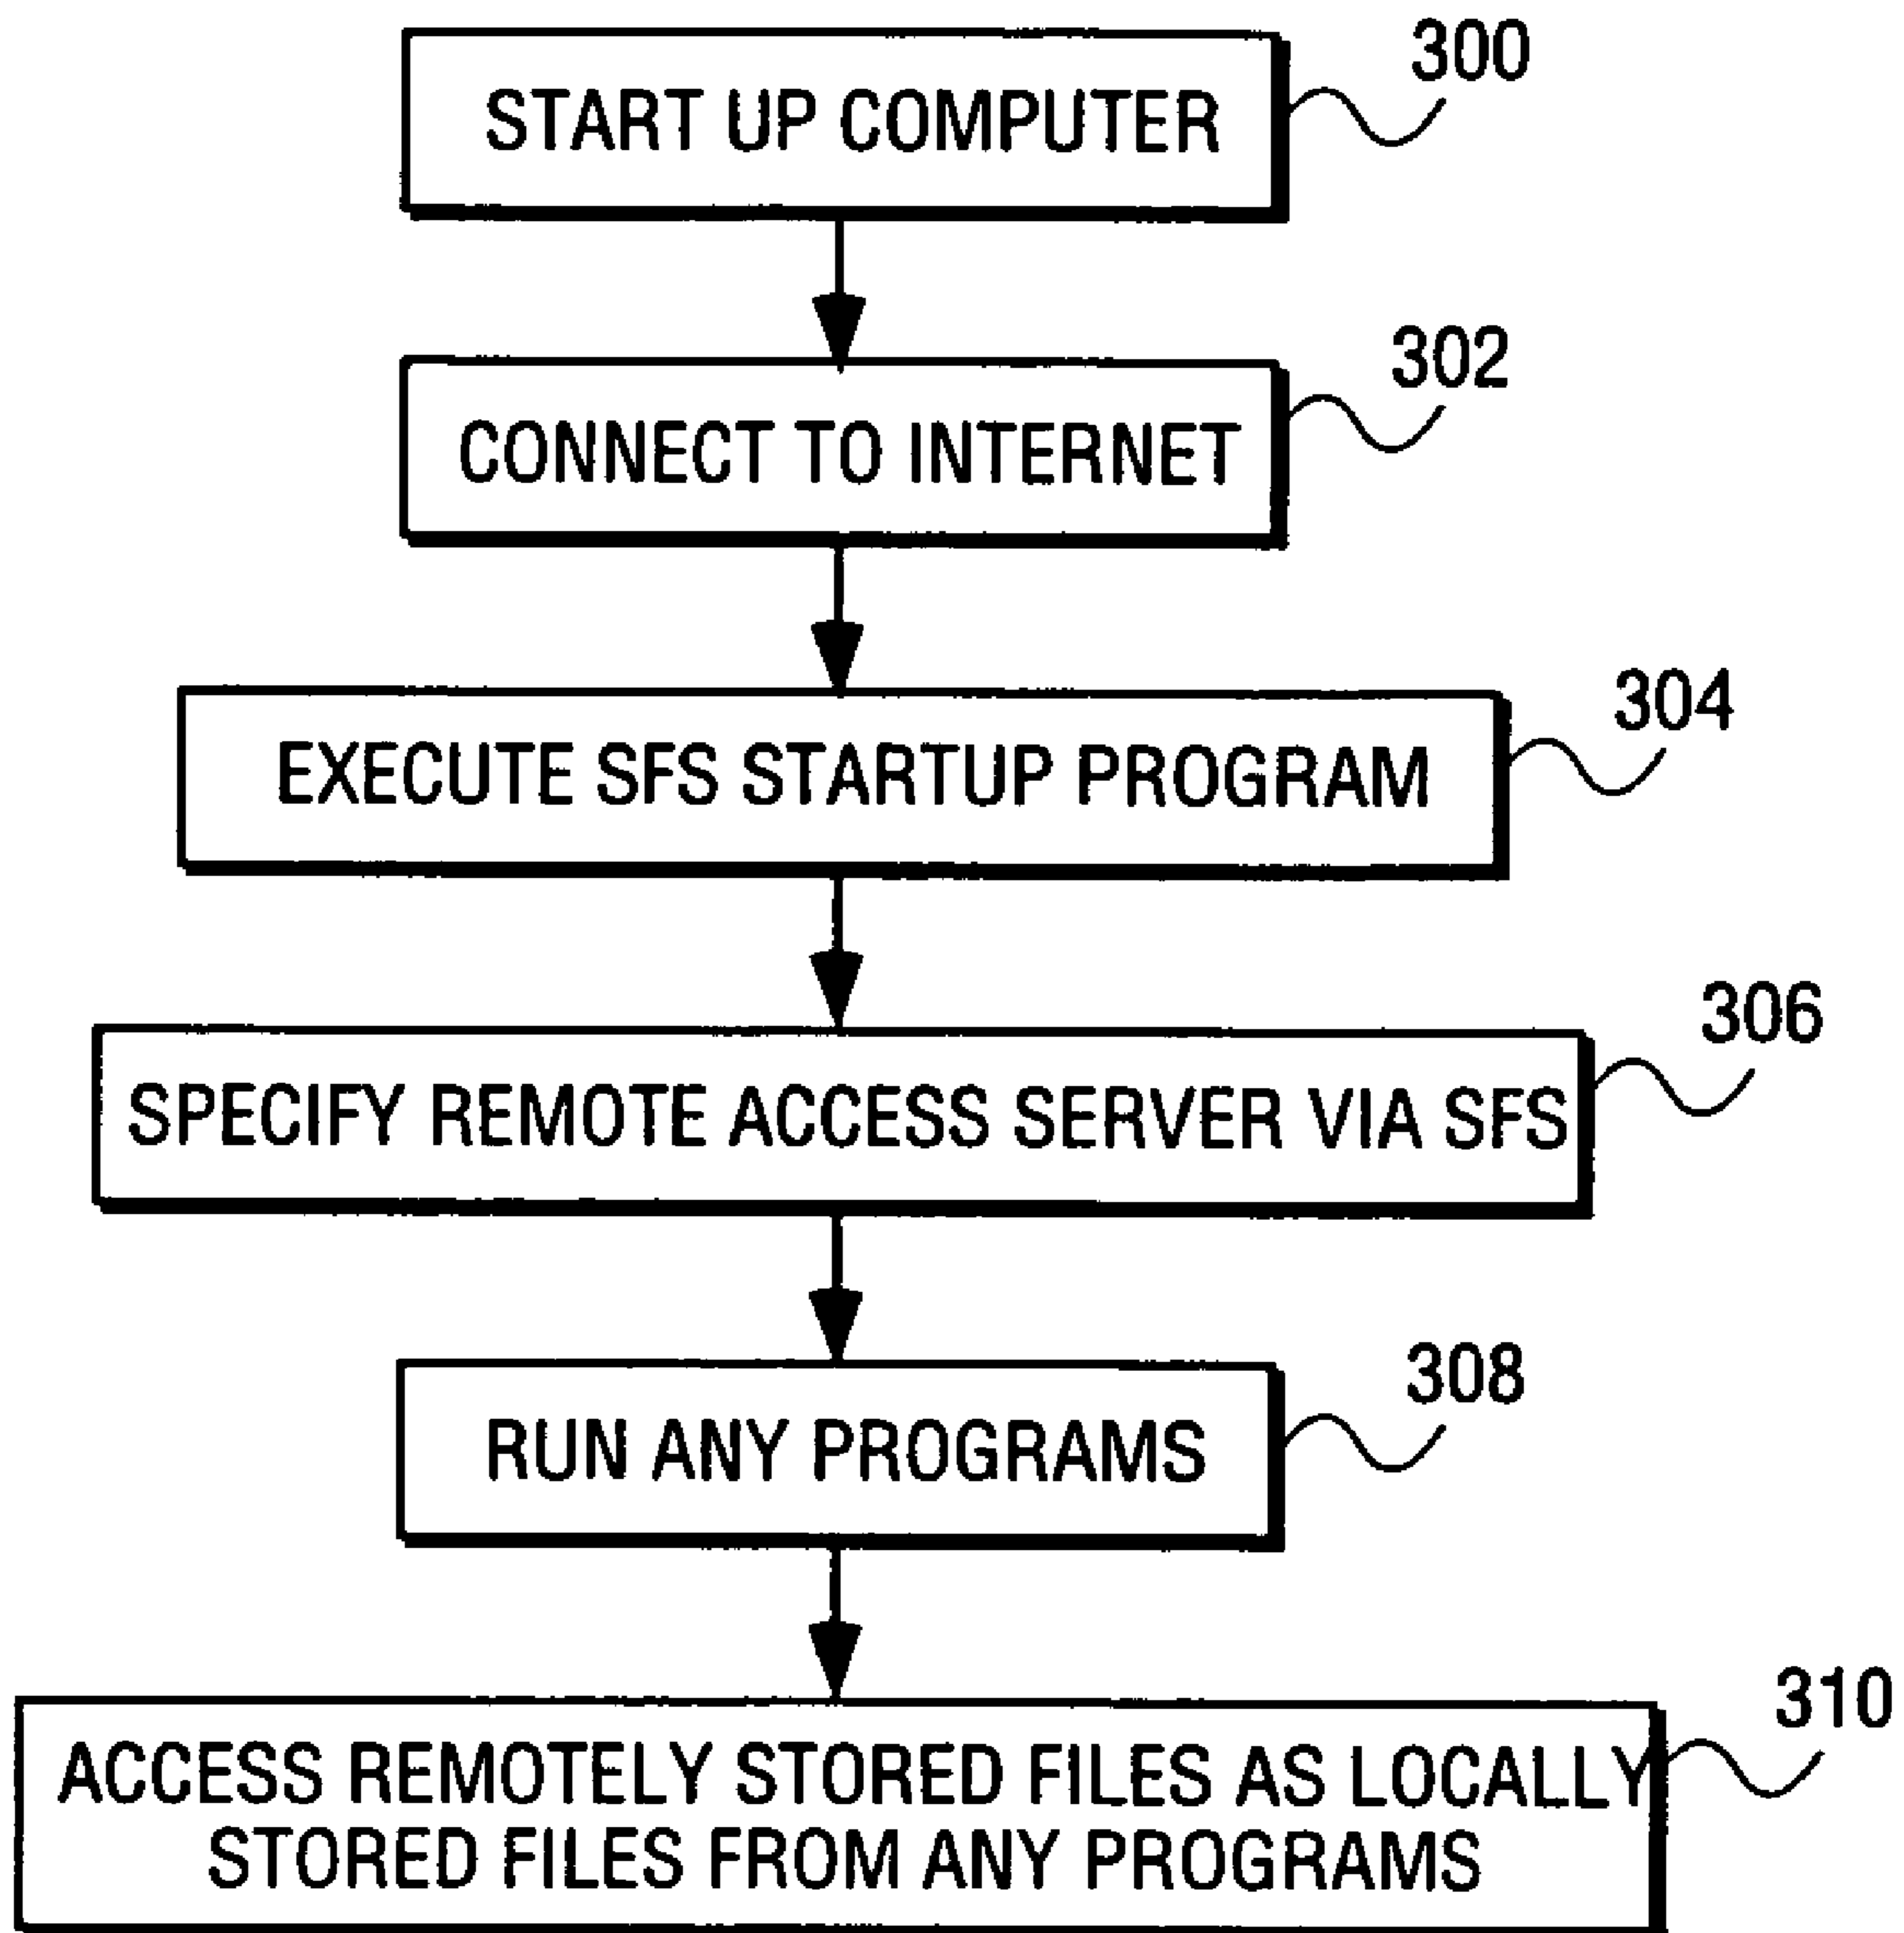 300
START UP COMPUTER
302
CONNECT TO INTERNET
304
EXECUTE SFS STARTUP PROGRAM
306
SPECIFY REMOTE ACCESS SERVER VIA SFS
308
RUN ANY PROGRAMS
310
ACCESS REMOTELY STORED FILES AS LOCALLY
STORED FILES FROM ANY PROGRAMS